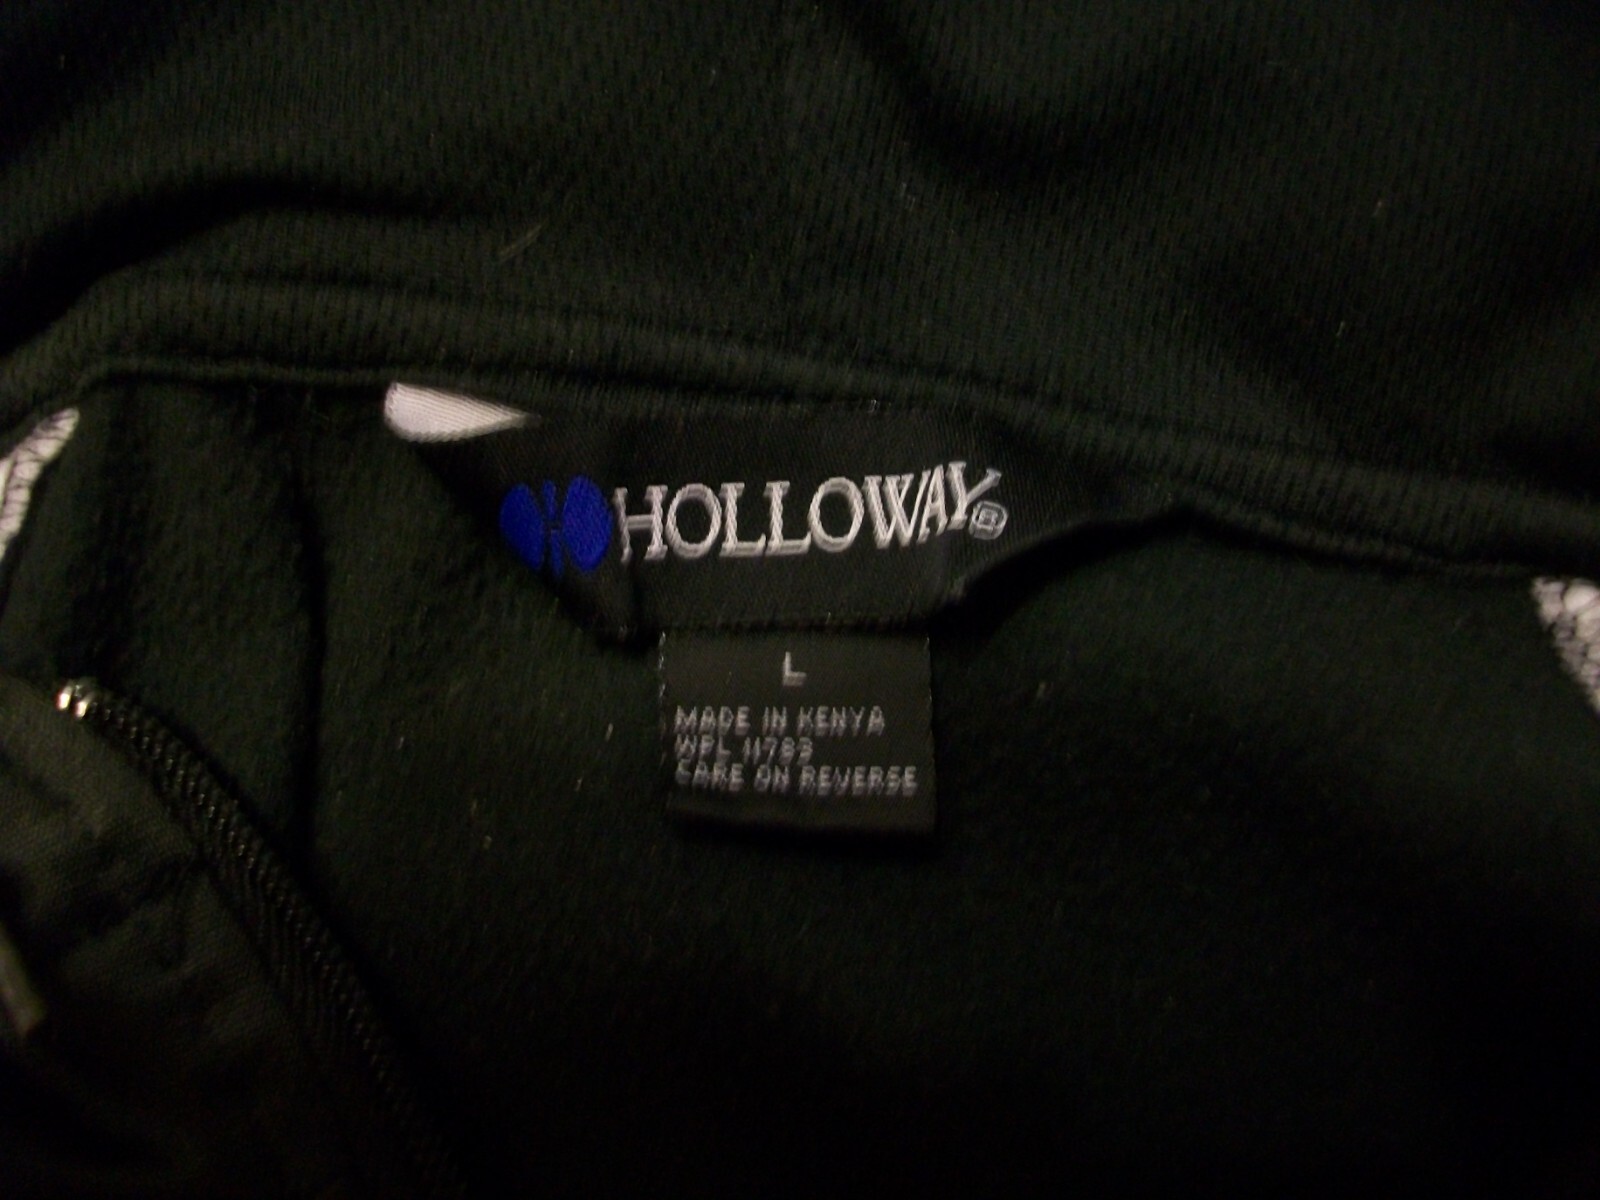 HOLLOWAY®
L
MADE IN KENYA
WPL 11783
CARE ON REVERSE